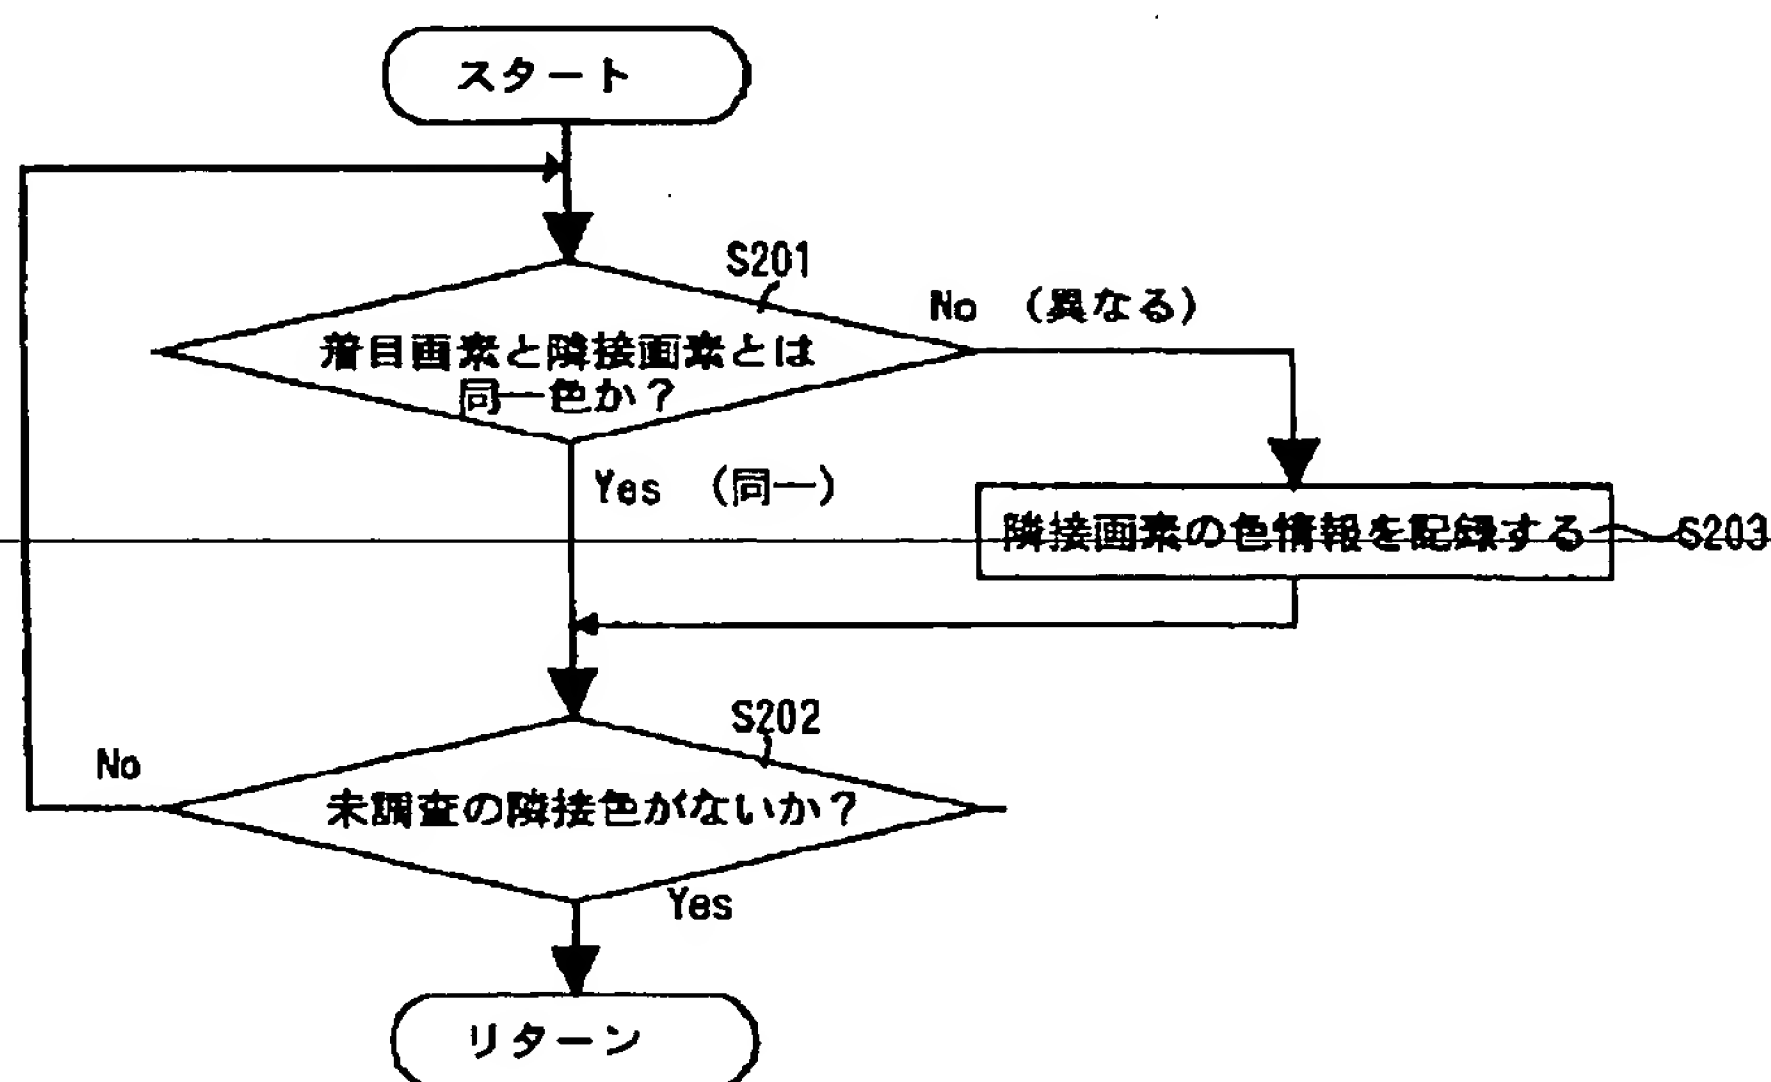 スタート
S201
No (異なる)
着目画素と隣接画素とは
同一色か?
Yes (同一)
隣接画素の色情報を記録する
S203
S202
No
未調査の隣接色がないか?
Yes
リターン